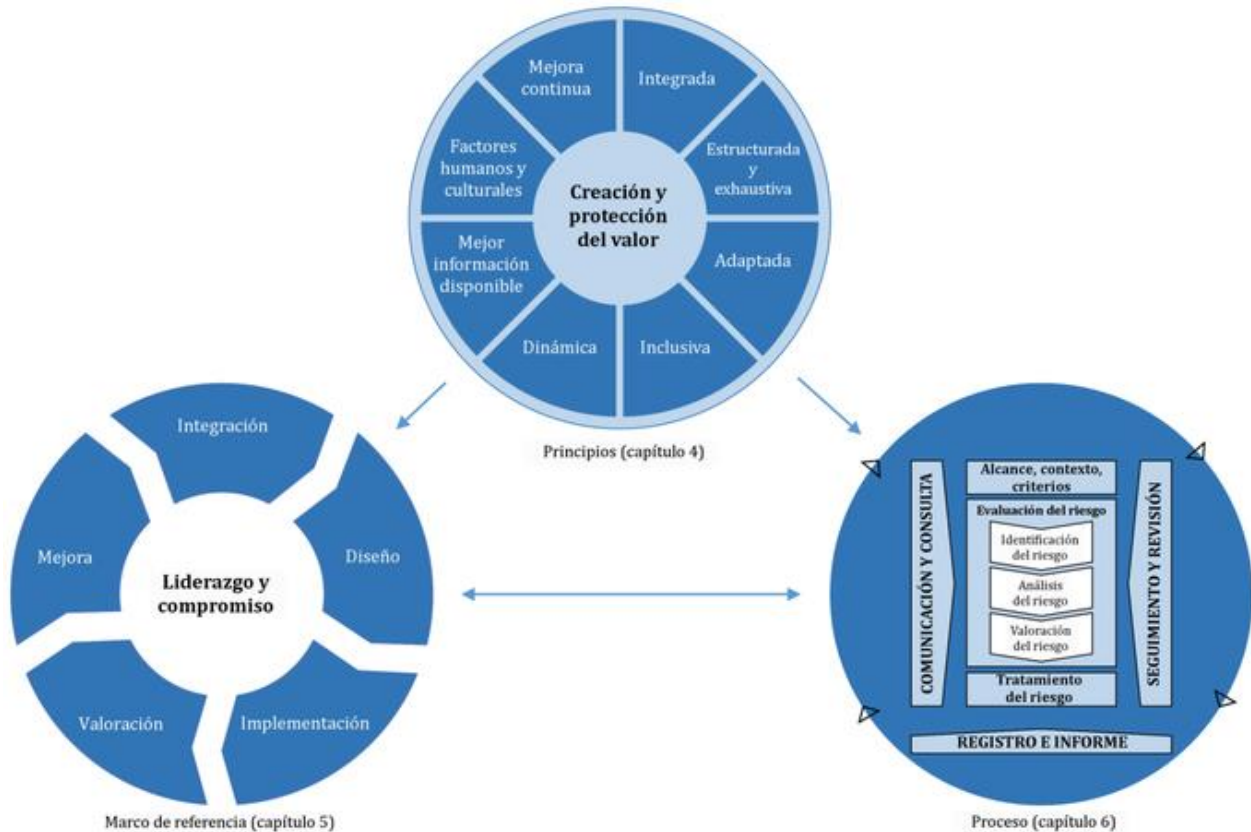 Mejora
continua
Integrada
Factores
humanos y
culturales
Estructurada
y
exhaustiva
Creación y
protección
del valor
Mejor
información
disponible
Adaptada
Dinámica
Inclusiva
Principios (capítulo 4)
Integración
Mejora
Diseño
Liderazgo y
compromiso
Valoración
Implementación
Marco de referencia (capítulo 5)
COMUNICACIÓN Y CONSULTA
Alcance, contexto,
criterios
Evaluación del riesgo
Identificación
del riesgo
Análisis
del riesgo
Valoración
del riesgo
Tratamiento
del riesgo
SEGUIMIENTO Y REVISIÓN
REGISTRO E INFORME
Proceso (capítulo 6)